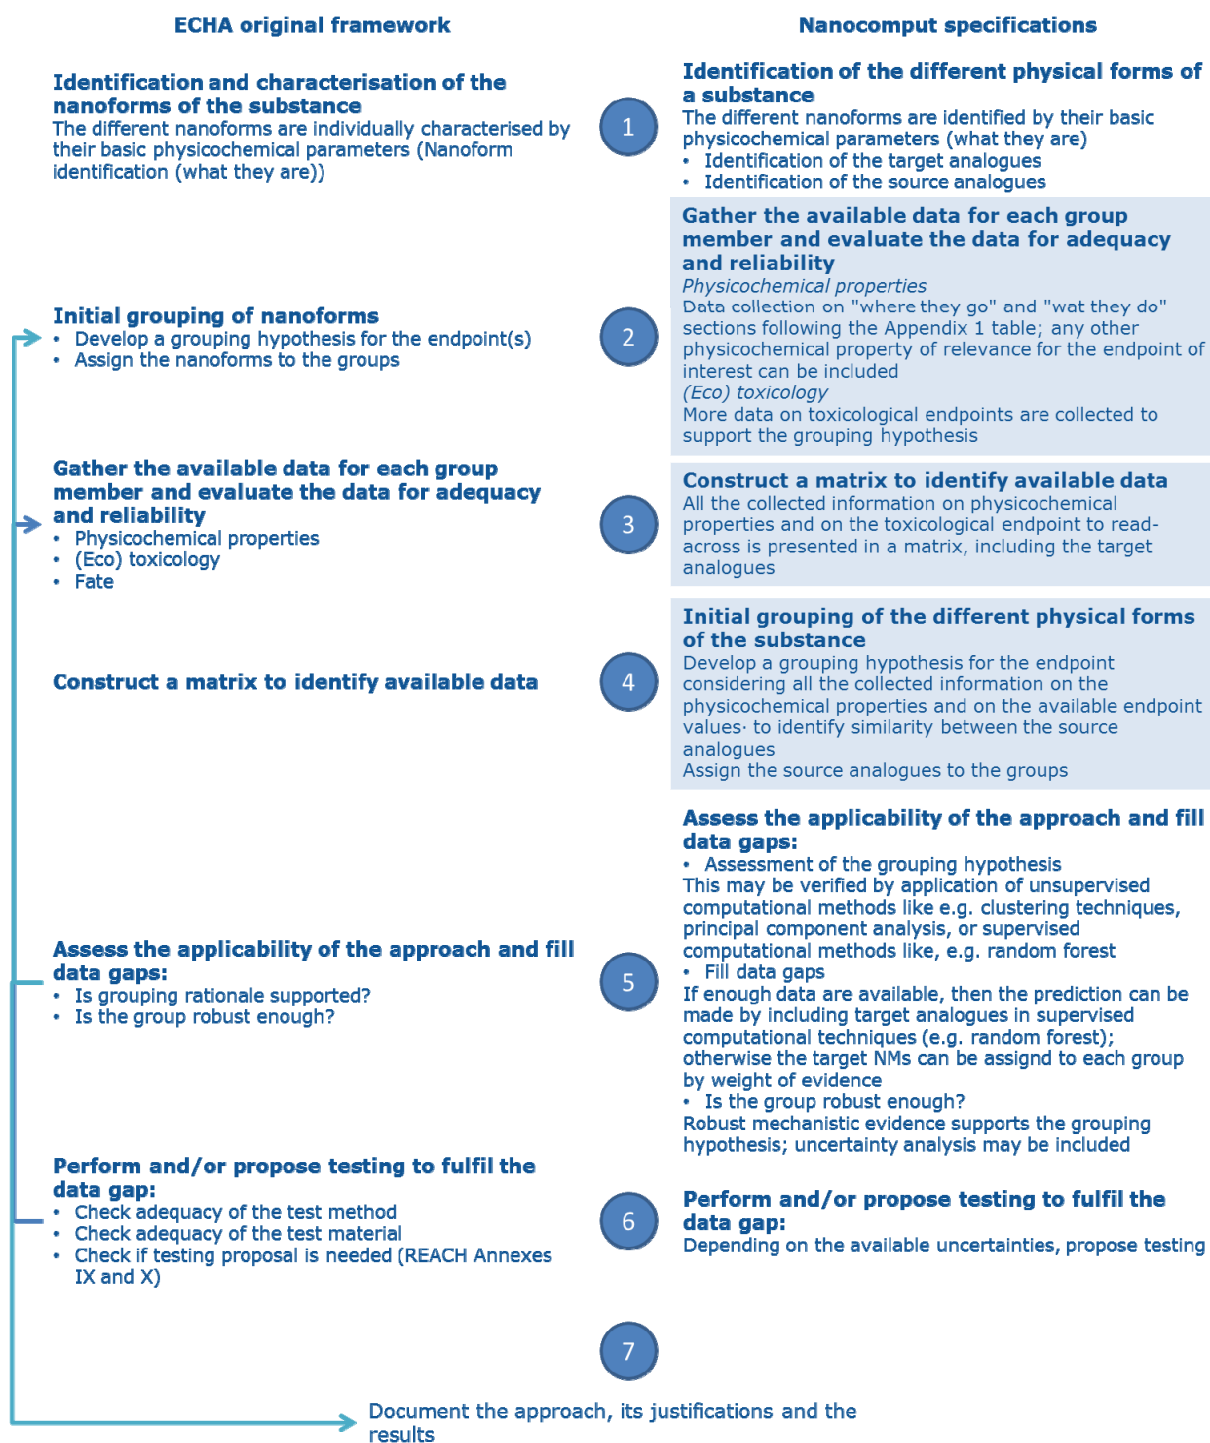 ECHA original framework
Nanocomput specifications
Identification and characterisation of the
nanoforms of the substance
The different nanoforms are individually characterised by
their basic physicochemical parameters (Nanoform
identification (what they are))
1
Identification of the different physical forms of
a substance
The different nanoforms are identified by their basic
physicochemical parameters (what they are)
• Identification of the target analogues
• Identification of the source analogues
Initial grouping of nanoforms
• Develop a grouping hypothesis for the endpoint(s)
• Assign the nanoforms to the groups
2
Gather the available data for each group
member and evaluate the data for adequacy
and reliability
Physicochemical properties
Data collection on "where they go" and "wat they do"
sections following the Appendix 1 table; any other
physicochemical property of relevance for the endpoint of
interest can be included
(Eco) toxicology
More data on toxicological endpoints are collected to
support the grouping hypothesis
Gather the available data for each group
member and evaluate the data for adequacy
and reliability
• Physicochemical properties
• (Eco) toxicology
• Fate
3
Construct a matrix to identify available data
All the collected information on physicochemical
properties and on the toxicological endpoint to read-
across is presented in a matrix, including the target
analogues
Construct a matrix to identify available data
4
Initial grouping of the different physical forms
of the substance
Develop a grouping hypothesis for the endpoint
considering all the collected information on the
physicochemical properties and on the available endpoint
values· to identify similarity between the source
analogues
Assign the source analogues to the groups
Assess the applicability of the approach and fill
data gaps:
• Is grouping rationale supported?
• Is the group robust enough?
5
Assess the applicability of the approach and fill
data gaps:
• Assessment of the grouping hypothesis
This may be verified by application of unsupervised
computational methods like e.g. clustering techniques,
principal component analysis, or supervised
computational methods like, e.g. random forest
• Fill data gaps
If enough data are available, then the prediction can be
made by including target analogues in supervised
computational techniques (e.g. random forest);
otherwise the target NMs can be assignd to each group
by weight of evidence
• Is the group robust enough?
Robust mechanistic evidence supports the grouping
hypothesis; uncertainty analysis may be included
Perform and/or propose testing to fulfil the
data gap:
• Check adequacy of the test method
• Check adequacy of the test material
• Check if testing proposal is needed (REACH Annexes
IX and X)
6
Perform and/or propose testing to fulfil the
data gap:
Depending on the available uncertainties, propose testing
7
Document the approach, its justifications and the
results